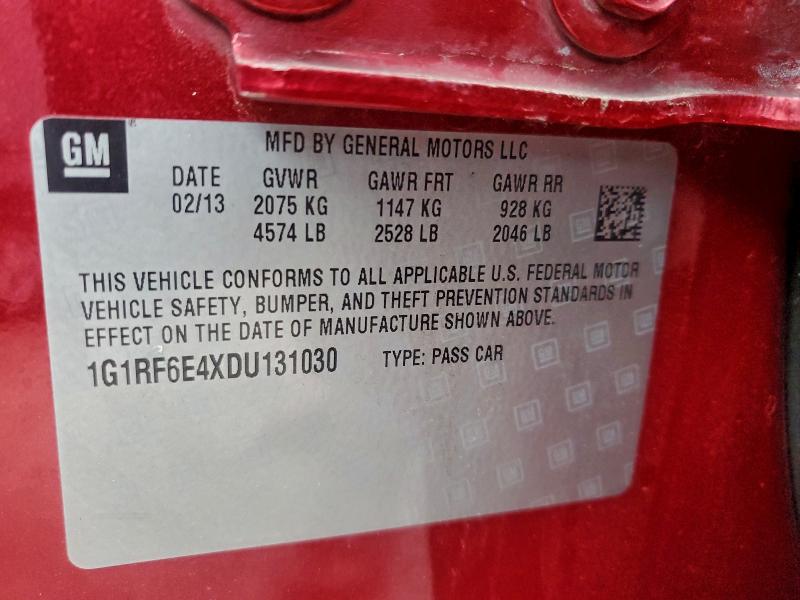 GM
MFD BY GENERAL MOTORS LLC
DATE GVWR GAWR FRT GAWR RR
02/13 2075 KG 1147 KG 928 KG
4574 LB 2528 LB 2046 LB
THIS VEHICLE CONFORMS TO ALL APPLICABLE U.S. FEDERAL MOTOR
VEHICLE SAFETY, BUMPER, AND THEFT PREVENTION STANDARDS IN
EFFECT ON THE DATE OF MANUFACTURE SHOWN ABOVE.
1G1RF6E4XDU131030 TYPE: PASS CAR